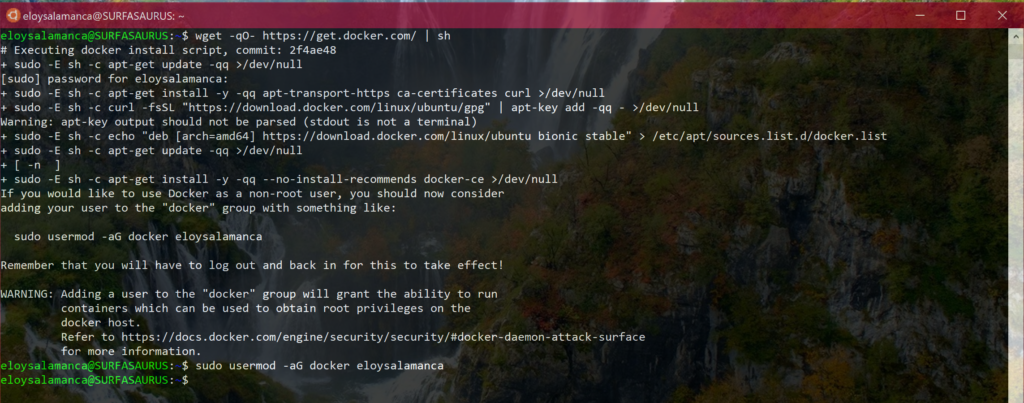 eloysalamanca@SURFASAURUS: ~
eloysalamanca@SURFASAURUS:~$ wget -qO- https://get.docker.com/ | sh
# Executing docker install script, commit: 2f4ae48
+ sudo -E sh -c apt-get update -qq >/dev/null
[sudo] password for eloysalamanca:
+ sudo -E sh -c apt-get install -y -qq apt-transport-https ca-certificates curl >/dev/null
+ sudo -E sh -c curl -fsSL "https://download.docker.com/linux/ubuntu/gpg" | apt-key add -qq - >/dev/null
Warning: apt-key output should not be parsed (stdout is not a terminal)
+ sudo -E sh -c echo "deb [arch=amd64] https://download.docker.com/linux/ubuntu bionic stable" > /etc/apt/sources.list.d/docker.list
+ sudo -E sh -c apt-get update -qq >/dev/null
+ [ -n  ]
+ sudo -E sh -c apt-get install -y -qq --no-install-recommends docker-ce >/dev/null
If you would like to use Docker as a non-root user, you should now consider
adding your user to the "docker" group with something like:
  sudo usermod -aG docker eloysalamanca
Remember that you will have to log out and back in for this to take effect!
WARNING: Adding a user to the "docker" group will grant the ability to run
         containers which can be used to obtain root privileges on the
         docker host.
         Refer to https://docs.docker.com/engine/security/security/#docker-daemon-attack-surface
         for more information.
eloysalamanca@SURFASAURUS:~$ sudo usermod -aG docker eloysalamanca
eloysalamanca@SURFASAURUS:~$